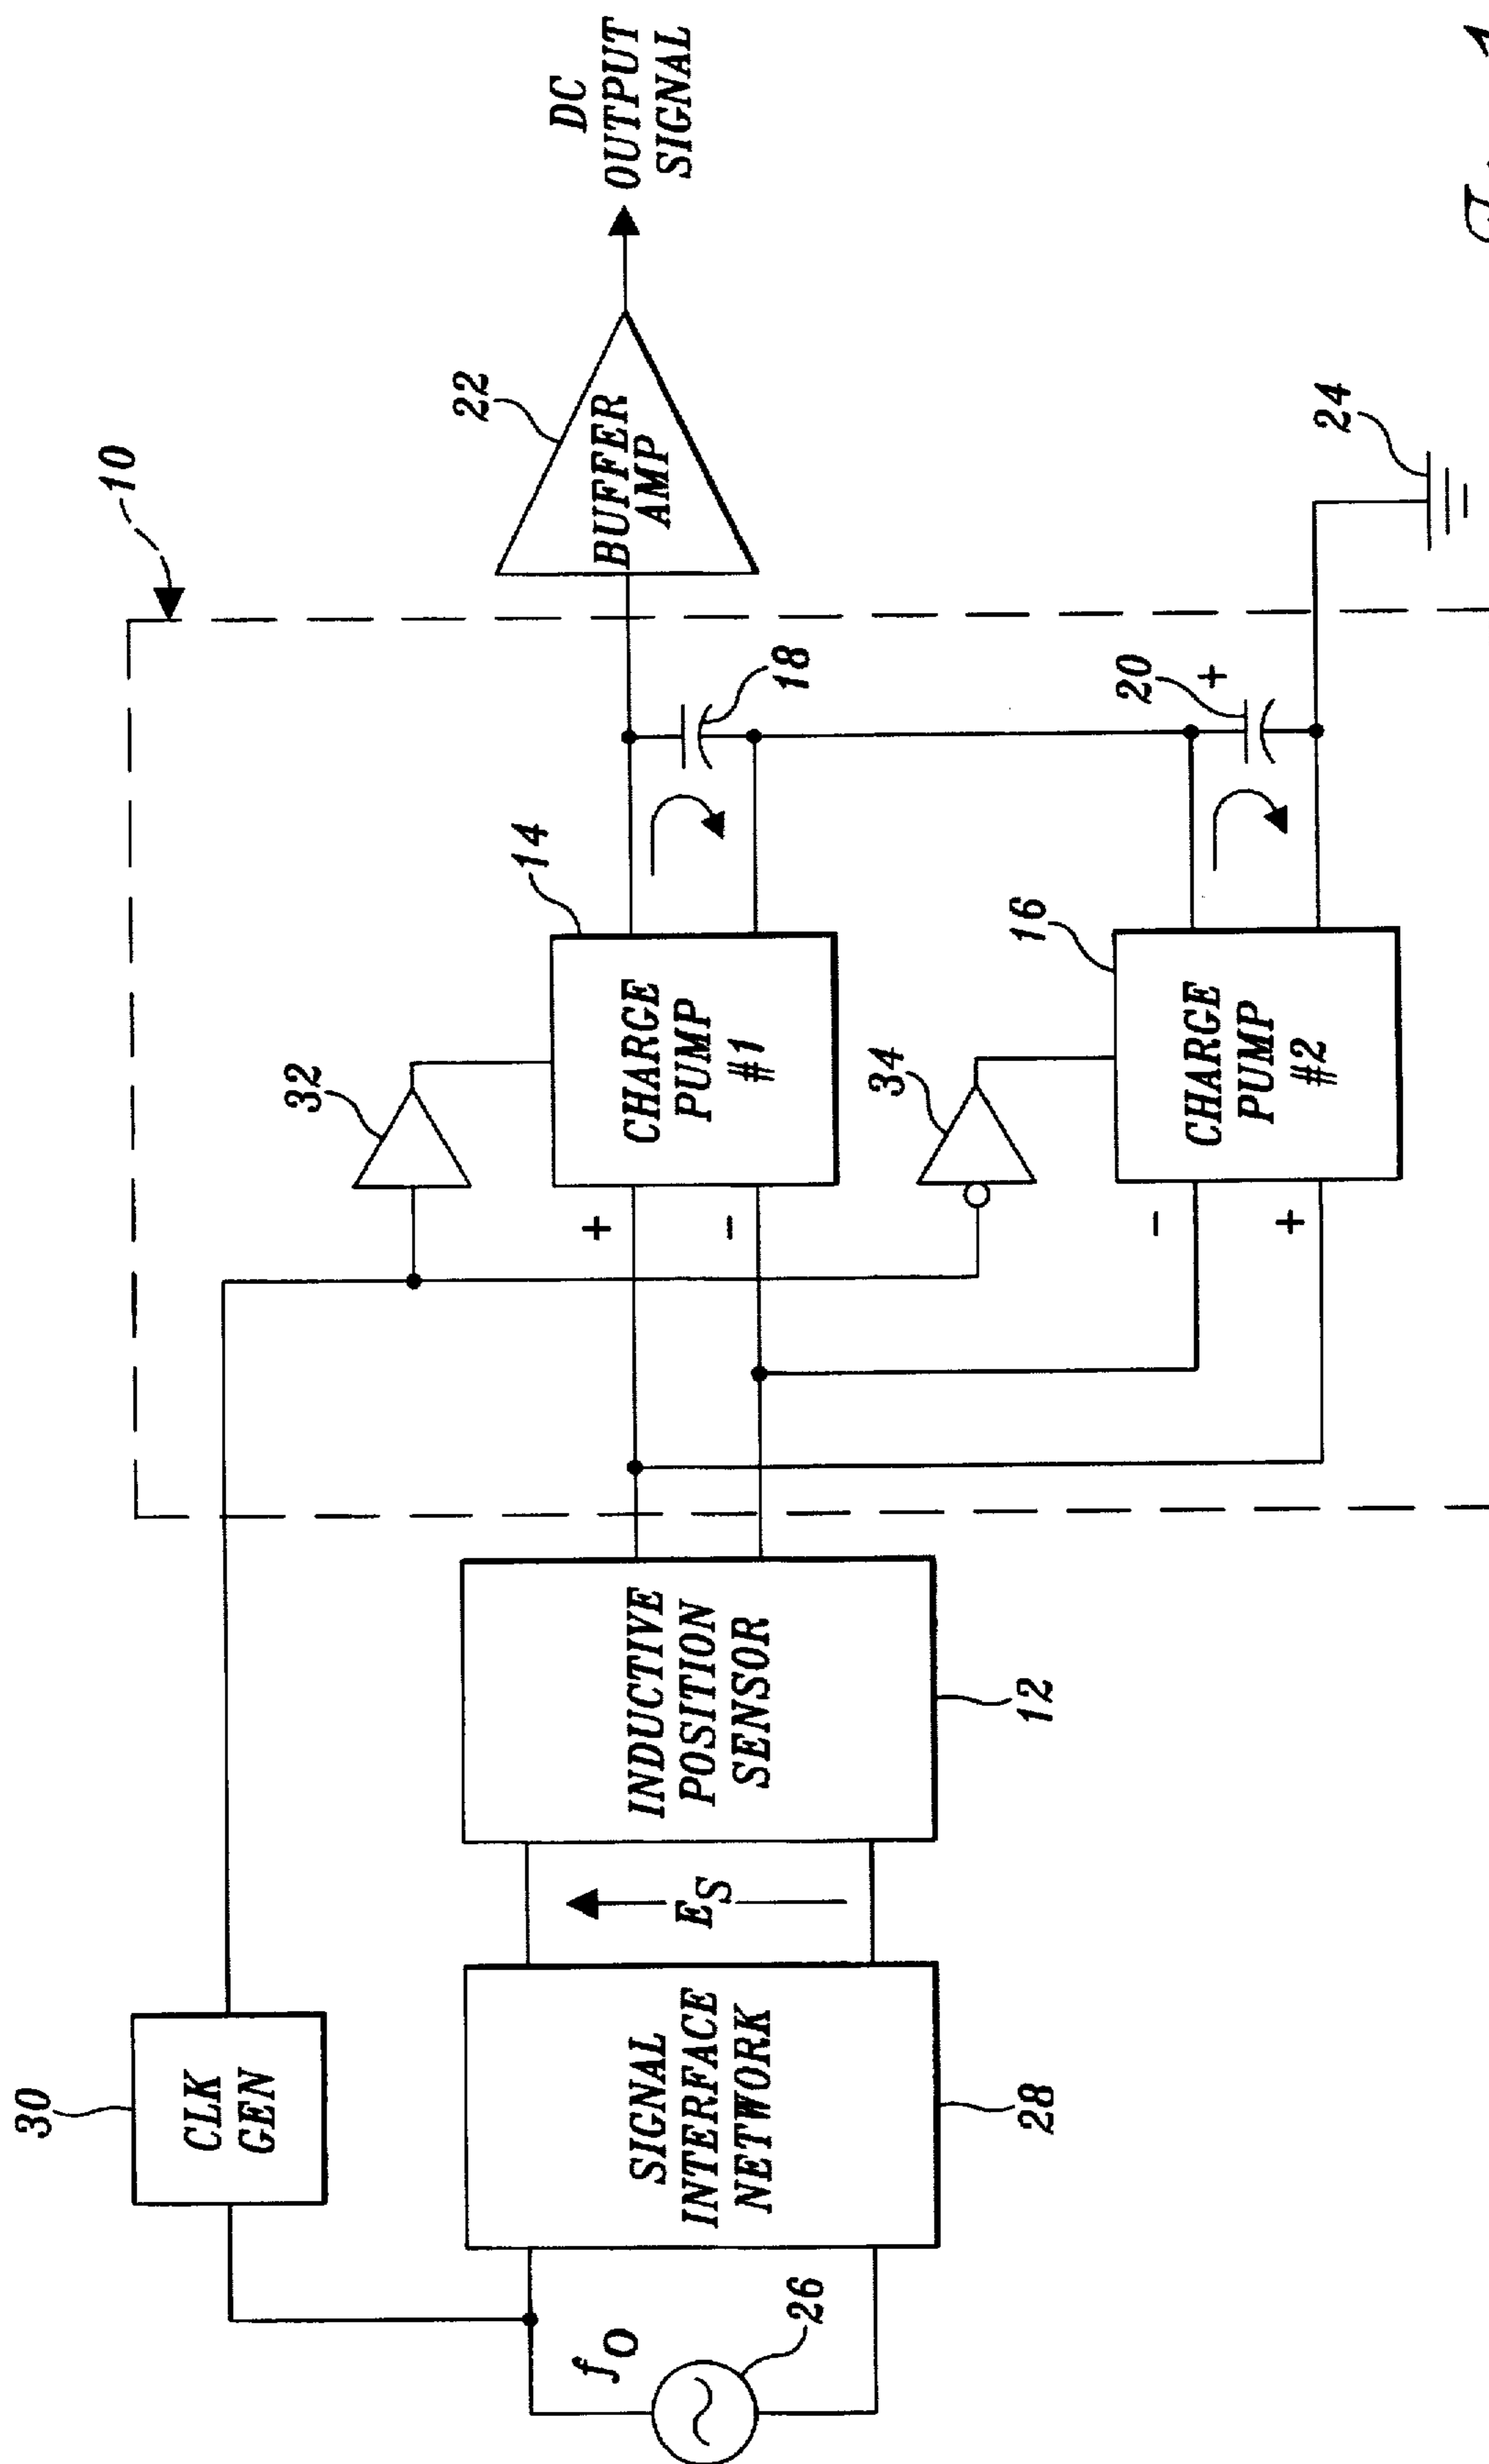 30
CLK
GEN
f₀
26
SIGNAL
INTERFACE
NETWORK
28
E_S
INDUCTIVE
POSITION
SENSOR
12
10
32
+
-
CHARGE
PUMP
#1
14
18
34
-
+
CHARGE
PUMP
#2
16
20
+
22
BUFFER
AMP
24
DC
OUTPUT
SIGNAL